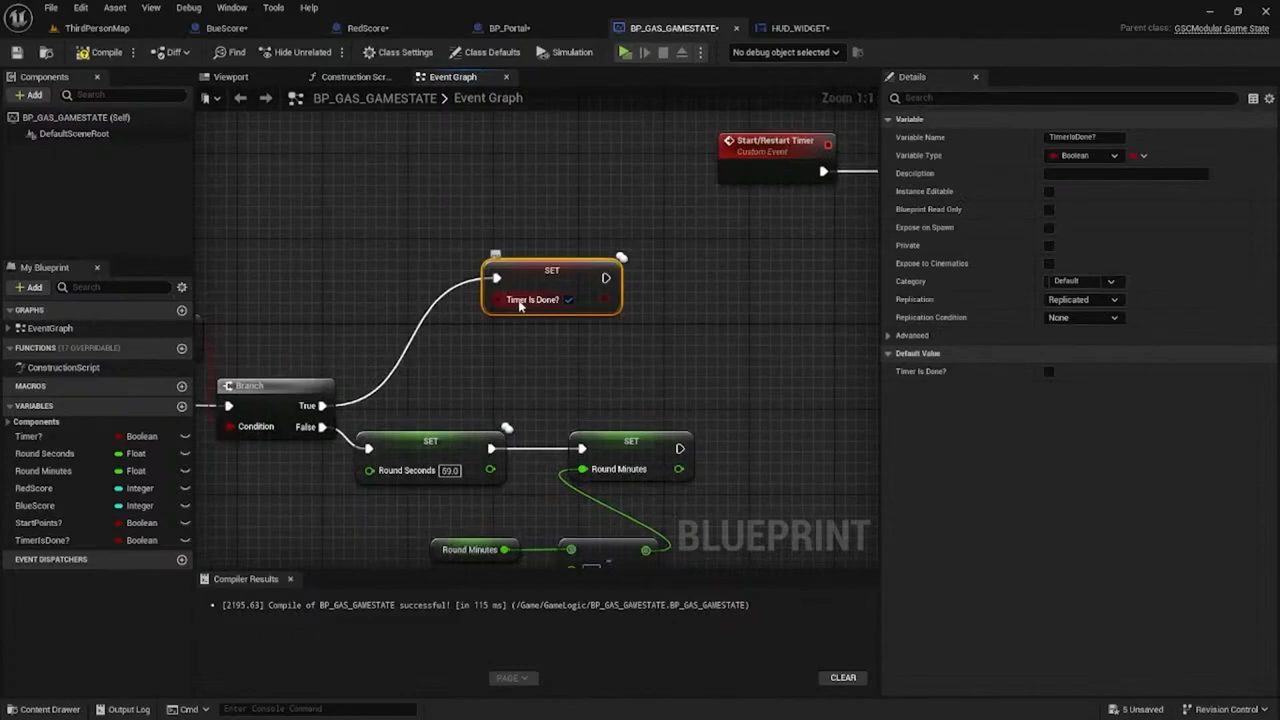 File Edit Asset View Debug Window Tools Help
ThirdPersonMap BueScore* RedScore* BP_Portal* BP_GAS_GAMESTATE* HUD_WIDGET* Parent class: GSCModular Game State
Compile Diff Find Hide Unrelated Class Settings Class Defaults Simulation No debug object selected
Components Viewport Construction Scr... Event Graph Details
Add Search BP_GAS_GAMESTATE > Event Graph Zoom 1:1 Search
BP_GAS_GAMESTATE (Self)
DefaultSceneRoot
Variable
Variable Name TimerIsDone?
Variable Type Boolean
Description
Instance Editable
Blueprint Read Only
Expose on Spawn
Private
Expose to Cinematics
Category Default
Replication Replicated
Replication Condition None
Advanced
Default Value
Timer Is Done?
Start/Restart Timer
Custom Event
SET
Timer Is Done?
Branch
True
Condition False
SET
Round Seconds 59.0
SET
Round Minutes
Round Minutes
BLUEPRINT
My Blueprint
Add Search
GRAPHS
EventGraph
FUNCTIONS (17 OVERRIDABLE)
ConstructionScript
MACROS
VARIABLES
Components
Timer? Boolean
Round Seconds Float
Round Minutes Float
RedScore Integer
BlueScore Integer
StartPoints? Boolean
TimerIsDone? Boolean
EVENT DISPATCHERS
Compiler Results
[2195.63] Compile of BP_GAS_GAMESTATE successful! [in 115 ms] (/Game/GameLogic/BP_GAS_GAMESTATE.BP_GAS_GAMESTATE)
PAGE CLEAR
Content Drawer Output Log Cmd Enter Console Command 5 Unsaved Revision Control